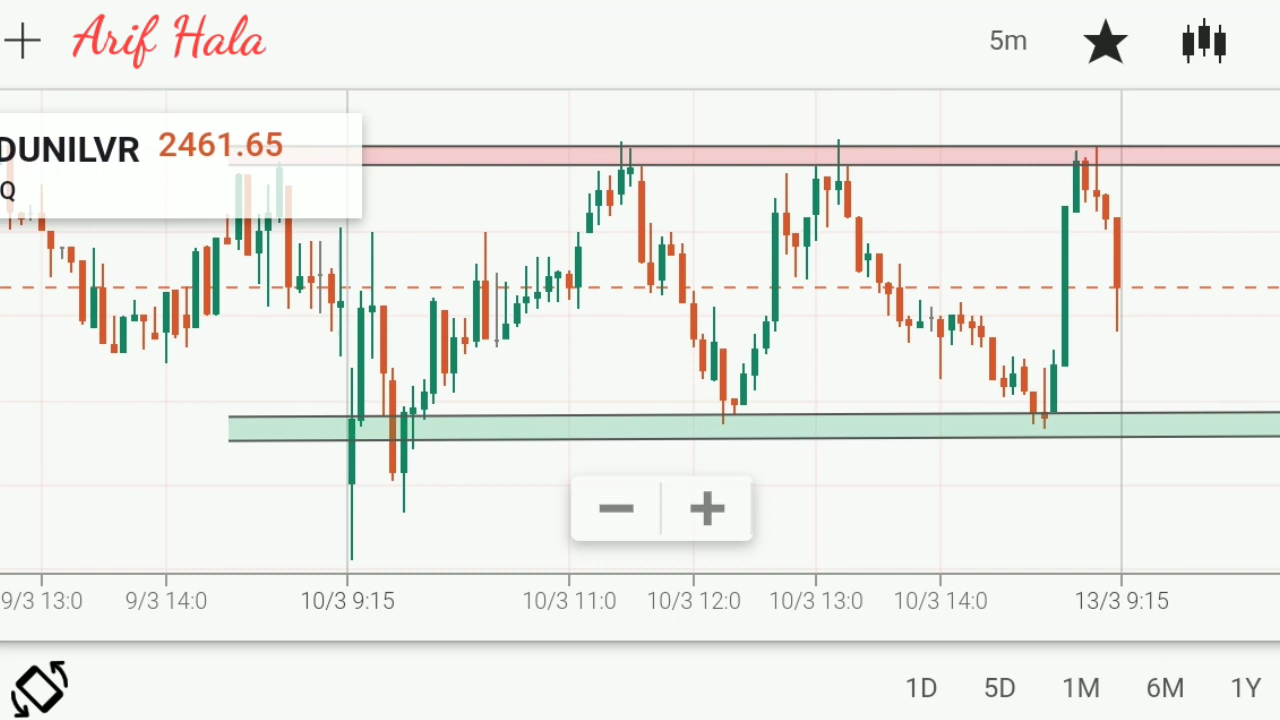 Arif Hala
5m
DUNILVR 2461.65
Q
9/3 13:0 9/3 14:0 10/3 9:15 10/3 11:0 10/3 12:0 10/3 13:0 10/3 14:0 13/3 9:15
1D 5D 1M 6M 1Y